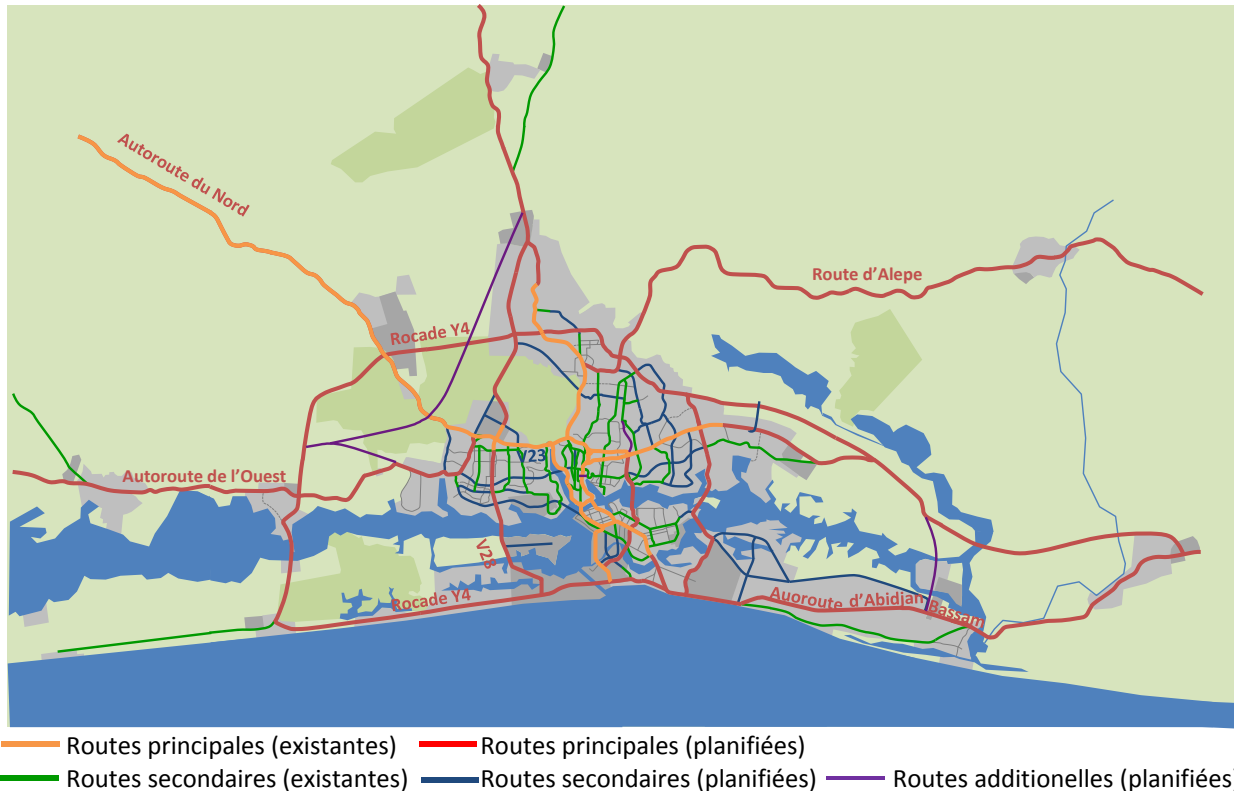 Autoroute du Nord
Route d'Alepe
Rocade Y4
V23
Autoroute de l'Ouest
V28
Rocade Y4
Auoroute d'Abidjan Bassam
Routes principales (existantes)
Routes principales (planifiées)
Routes secondaires (existantes)
Routes secondaires (planifiées)
Routes additionelles (planifiées)